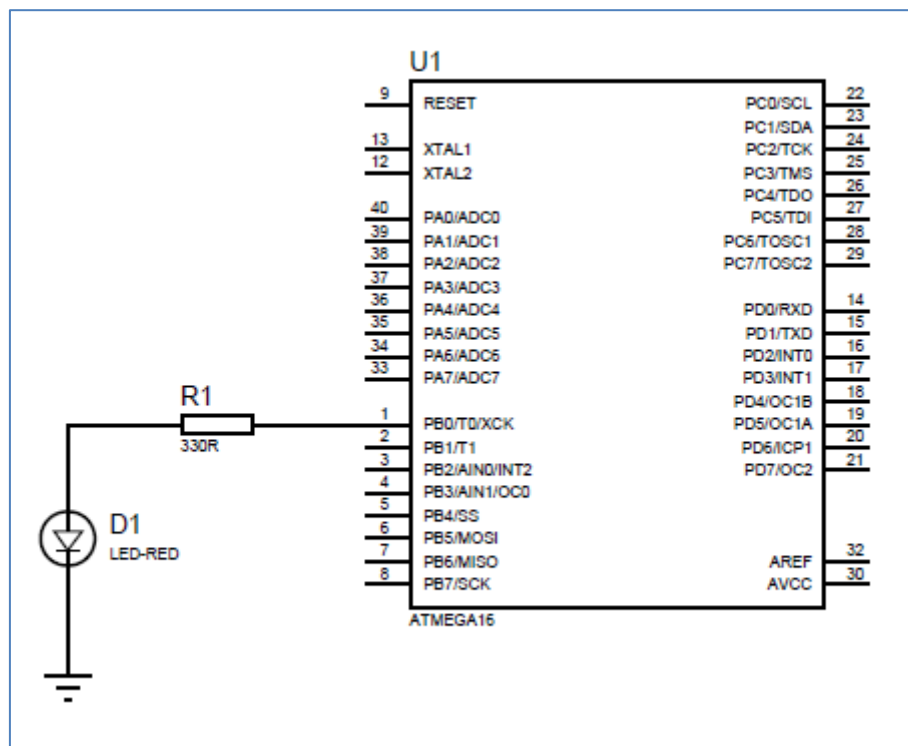 U1
9 RESET
13 XTAL1
12 XTAL2
40 PA0/ADC0
39 PA1/ADC1
38 PA2/ADC2
37 PA3/ADC3
36 PA4/ADC4
35 PA5/ADC5
34 PA6/ADC6
33 PA7/ADC7
1 PB0/T0/XCK
2 PB1/T1
3 PB2/AIN0/INT2
4 PB3/AIN1/OC0
5 PB4/SS
6 PB5/MOSI
7 PB6/MISO
8 PB7/SCK
PC0/SCL 22
PC1/SDA 23
PC2/TCK 24
PC3/TMS 25
PC4/TDO 26
PC5/TDI 27
PC6/TOSC1 28
PC7/TOSC2 29
PD0/RXD 14
PD1/TXD 15
PD2/INT0 16
PD3/INT1 17
PD4/OC1B 18
PD5/OC1A 19
PD6/ICP1 20
PD7/OC2 21
AREF 32
AVCC 30
ATMEGA16
R1
330R
D1
LED-RED